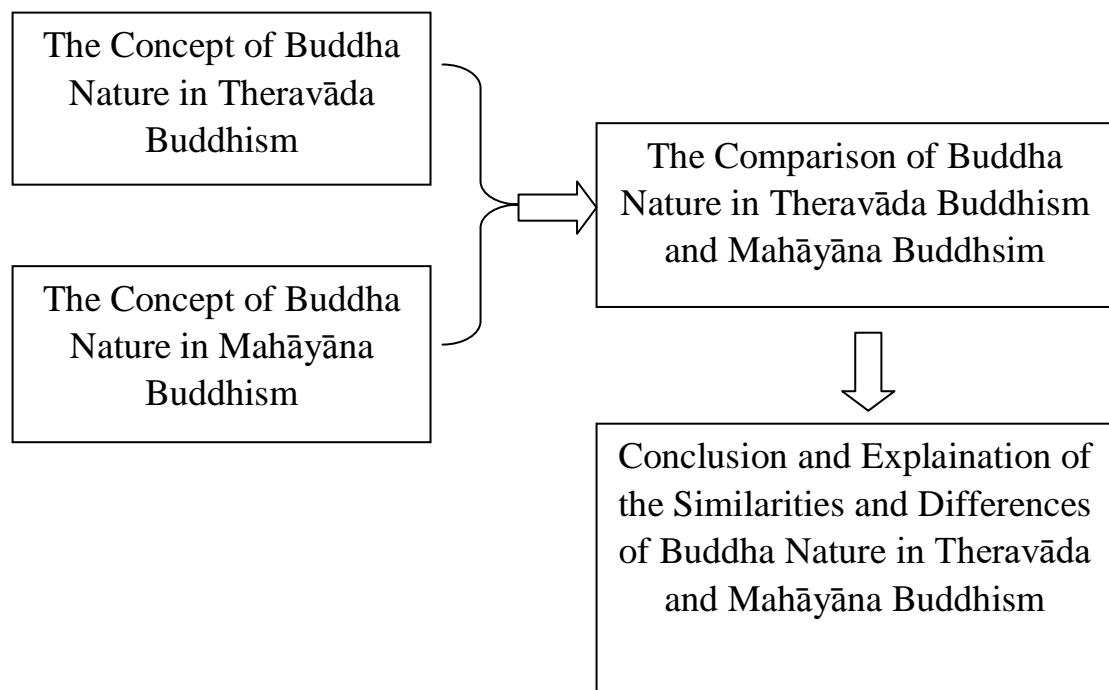 The Concept of Buddha
Nature in Theravāda
Buddhism
The Concept of Buddha
Nature in Mahāyāna
Buddhism
The Comparison of Buddha
Nature in Theravāda Buddhism
and Mahāyāna Buddhsim
Conclusion and Explaination of
the Similarities and Differences
of Buddha Nature in Theravāda
and Mahāyāna Buddhism